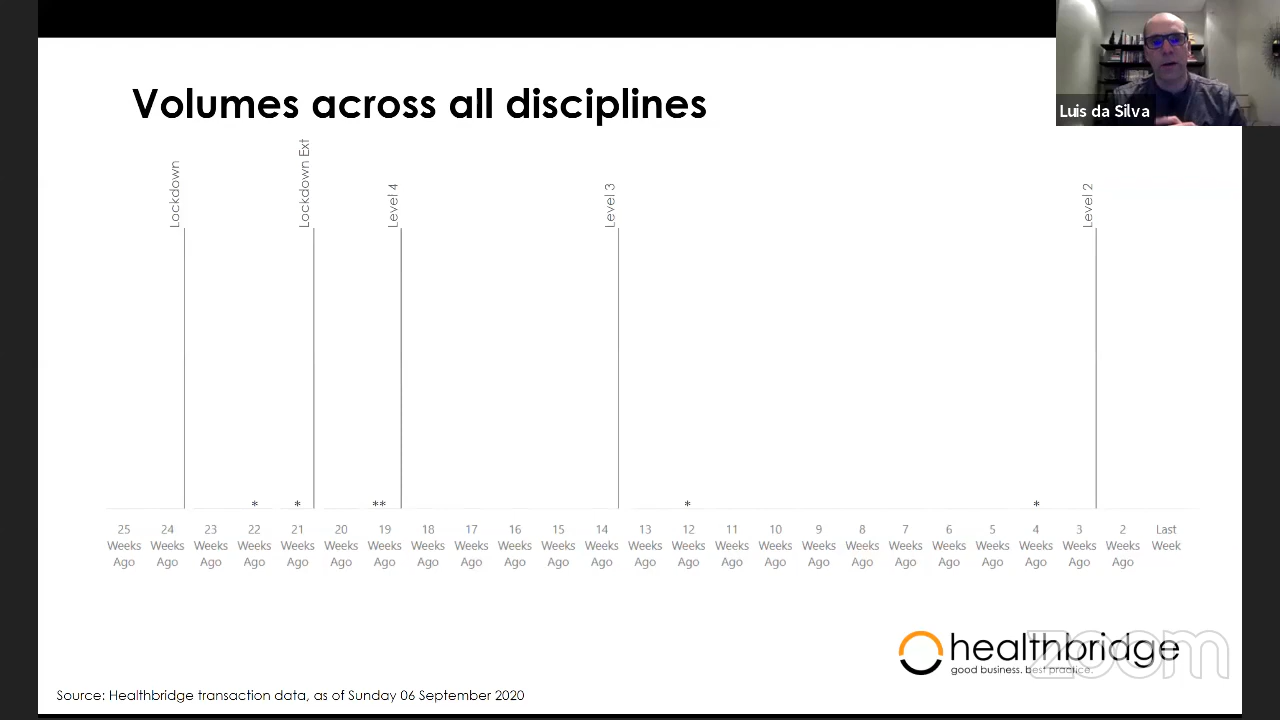 Luis da Silva
Volumes across all disciplines
Lockdown
Lockdown Ext
Level 4
Level 3
Level 2
* * ** * *
25 Weeks Ago
24 Weeks Ago
23 Weeks Ago
22 Weeks Ago
21 Weeks Ago
20 Weeks Ago
19 Weeks Ago
18 Weeks Ago
17 Weeks Ago
16 Weeks Ago
15 Weeks Ago
14 Weeks Ago
13 Weeks Ago
12 Weeks Ago
11 Weeks Ago
10 Weeks Ago
9 Weeks Ago
8 Weeks Ago
7 Weeks Ago
6 Weeks Ago
5 Weeks Ago
4 Weeks Ago
3 Weeks Ago
2 Weeks Ago
Last Week
healthbridge
good business. best practice.
zoom
Source: Healthbridge transaction data, as of Sunday 06 September 2020